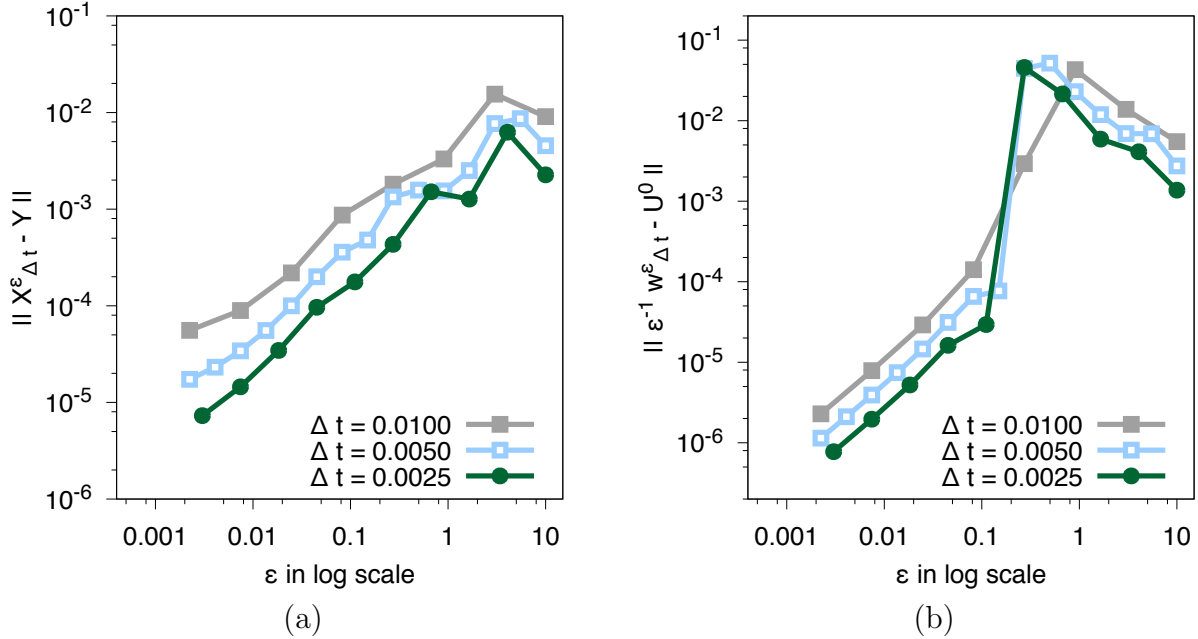 10^-1
10^-2
10^-3
10^-4
10^-5
10^-6
|| X^ε_Δ t - Y ||
Δ t = 0.0100
Δ t = 0.0050
Δ t = 0.0025
0.001 0.01 0.1 1 10
ε in log scale
(a)
10^-1
10^-2
10^-3
10^-4
10^-5
10^-6
|| ε^-1 w^ε_Δ t - U^0 ||
Δ t = 0.0100
Δ t = 0.0050
Δ t = 0.0025
0.001 0.01 0.1 1 10
ε in log scale
(b)